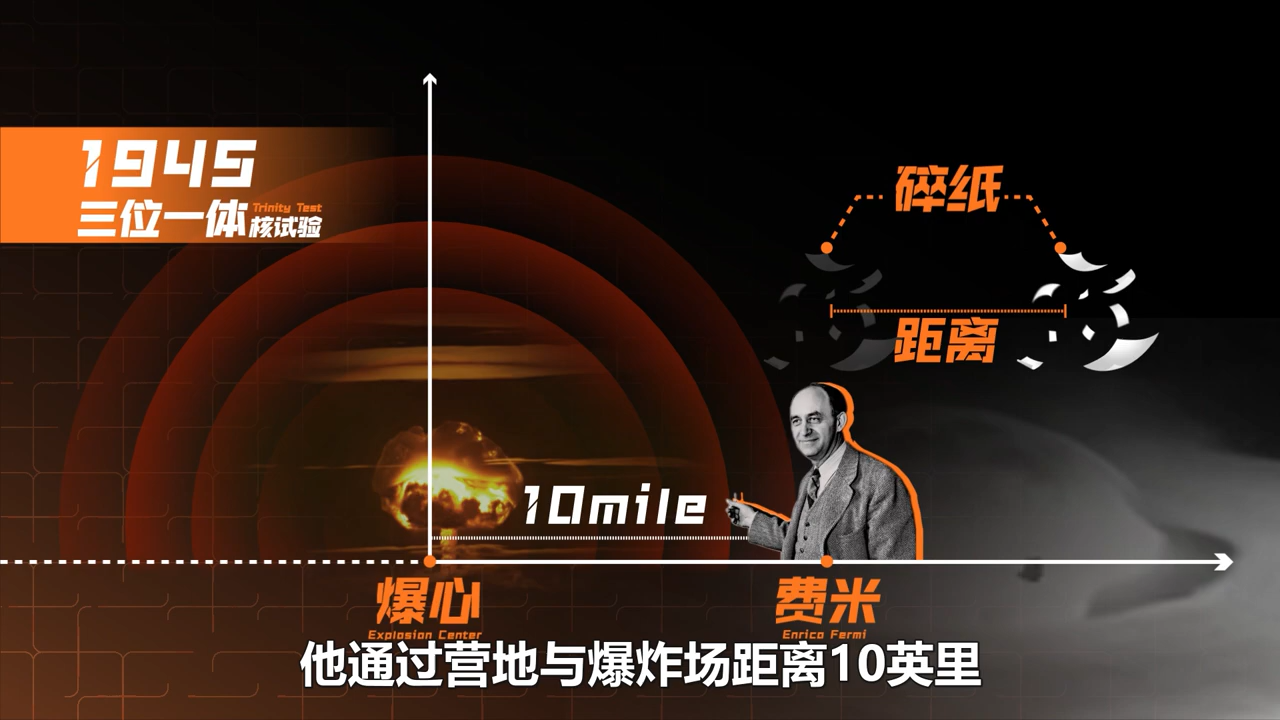 1945
三位一体 Trinity Test 核试验
碎纸
距离
10mile
爆心
Explosion Center
费米
Enrico Fermi
他通过营地与爆炸场距离10英里